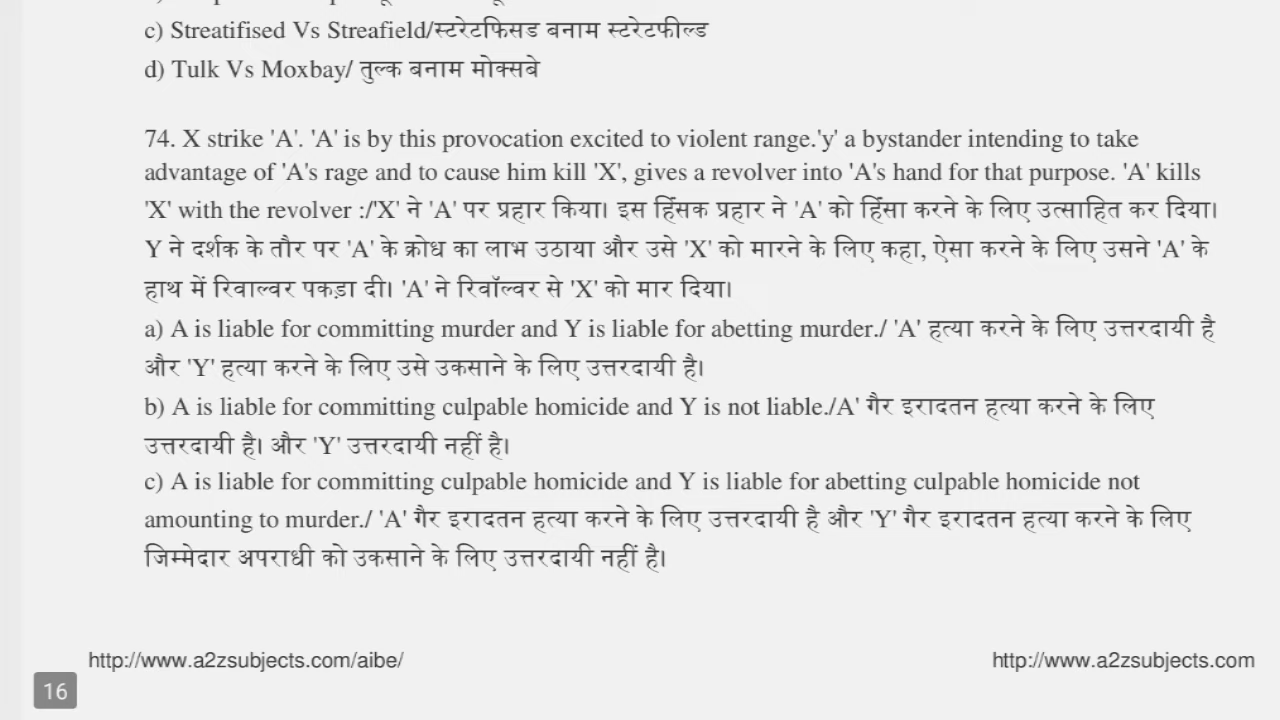 c) Streatifised Vs Streafield/स्टरेटफिसड बनाम स्टरेटफील्ड
d) Tulk Vs Moxbay/ तुल्क बनाम मोक्सबे
74. X strike 'A'. 'A' is by this provocation excited to violent range.'y' a bystander intending to take
advantage of 'A's rage and to cause him kill 'X', gives a revolver into 'A's hand for that purpose. 'A' kills
'X' with the revolver :/'X' ने 'A' पर प्रहार किया। इस हिंसक प्रहार ने 'A' को हिंसा करने के लिए उत्साहित कर दिया।
Y ने दर्शक के तौर पर 'A' के क्रोध का लाभ उठाया और उसे 'X' को मारने के लिए कहा, ऐसा करने के लिए उसने 'A' के
हाथ में रिवाल्वर पकड़ा दी। 'A' ने रिवॉल्वर से 'X' को मार दिया।
a) A is liable for committing murder and Y is liable for abetting murder./ 'A' हत्या करने के लिए उत्तरदायी है
और 'Y' हत्या करने के लिए उसे उकसाने के लिए उत्तरदायी है।
b) A is liable for committing culpable homicide and Y is not liable./A' गैर इरादतन हत्या करने के लिए
उत्तरदायी है। और 'Y' उत्तरदायी नहीं है।
c) A is liable for committing culpable homicide and Y is liable for abetting culpable homicide not
amounting to murder./ 'A' गैर इरादतन हत्या करने के लिए उत्तरदायी है और 'Y' गैर इरादतन हत्या करने के लिए
जिम्मेदार अपराधी को उकसाने के लिए उत्तरदायी नहीं है।
http://www.a2zsubjects.com/aibe/
http://www.a2zsubjects.com
16